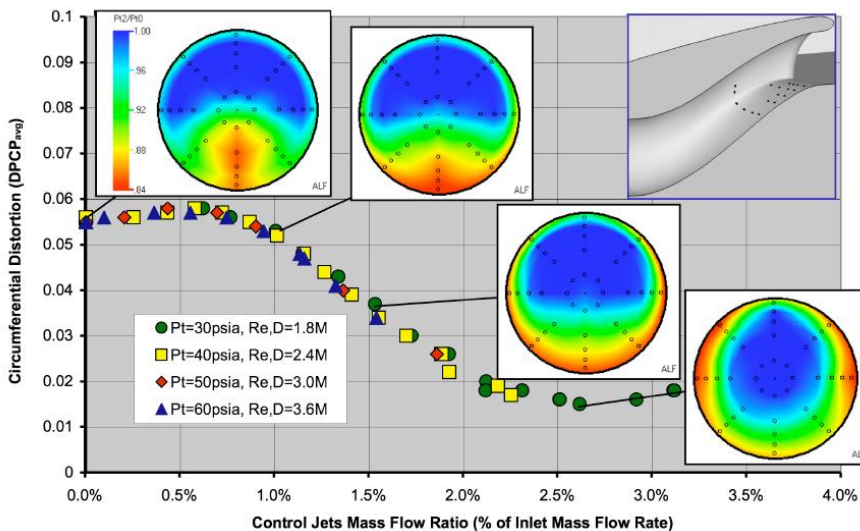 Circumferential Distortion (DPCPavg)
0.1
0.09
0.08
0.07
0.06
0.05
0.04
0.03
0.02
0.01
0
Pt2/Pt0
1.00
.96
.92
.88
.84
ALF
ALF
ALF
AL
Pt=30psia, Re,D=1.8M
Pt=40psia, Re,D=2.4M
Pt=50psia, Re,D=3.0M
Pt=60psia, Re,D=3.6M
0.0%
0.5%
1.0%
1.5%
2.0%
2.5%
3.0%
3.5%
4.0%
Control Jets Mass Flow Ratio (% of Inlet Mass Flow Rate)